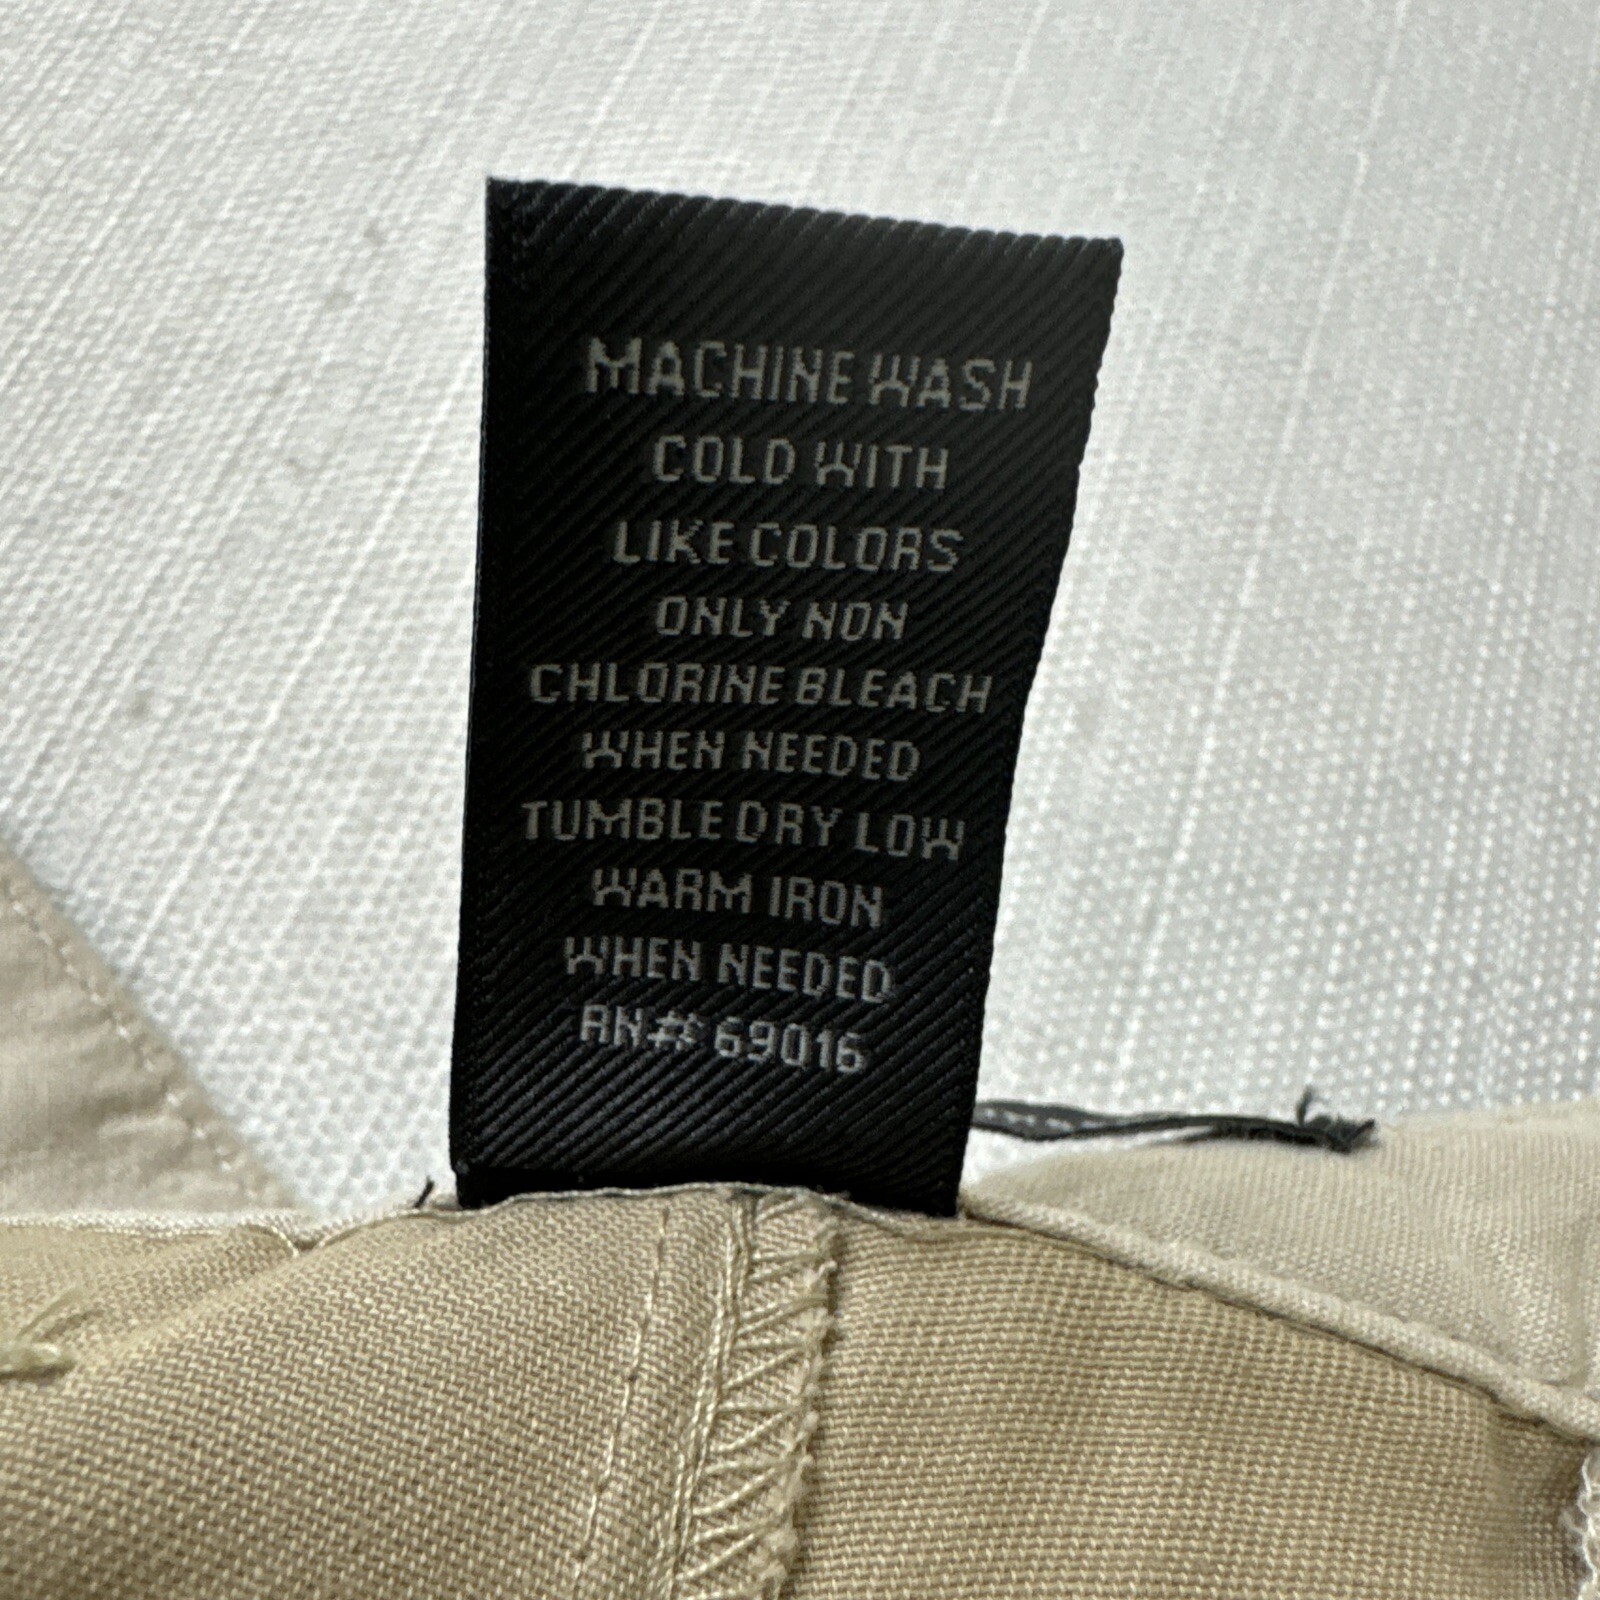 MACHINE WASH
COLD WITH
LIKE COLORS
ONLY NON
CHLORINE BLEACH
WHEN NEEDED
TUMBLE DRY LOW
WARM IRON
WHEN NEEDED
RN# 69016